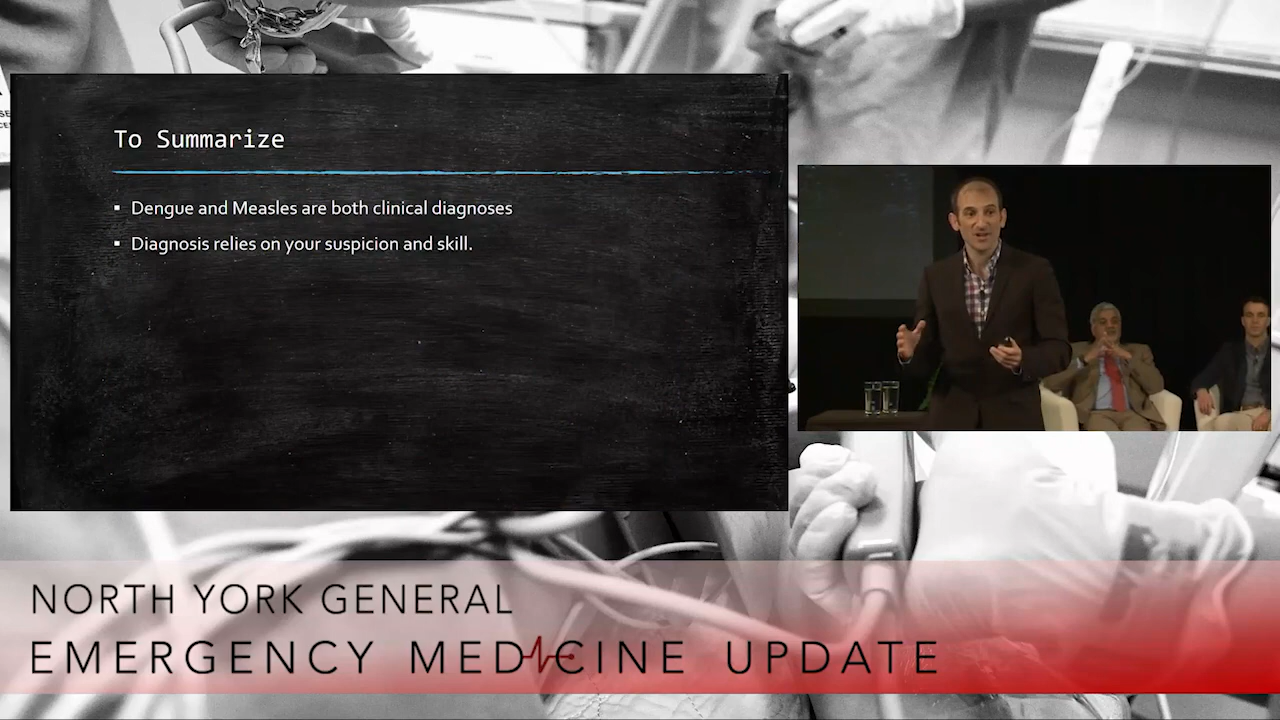 To Summarize
▪ Dengue and Measles are both clinical diagnoses
▪ Diagnosis relies on your suspicion and skill.
NORTH YORK GENERAL
EMERGENCY MEDICINE UPDATE